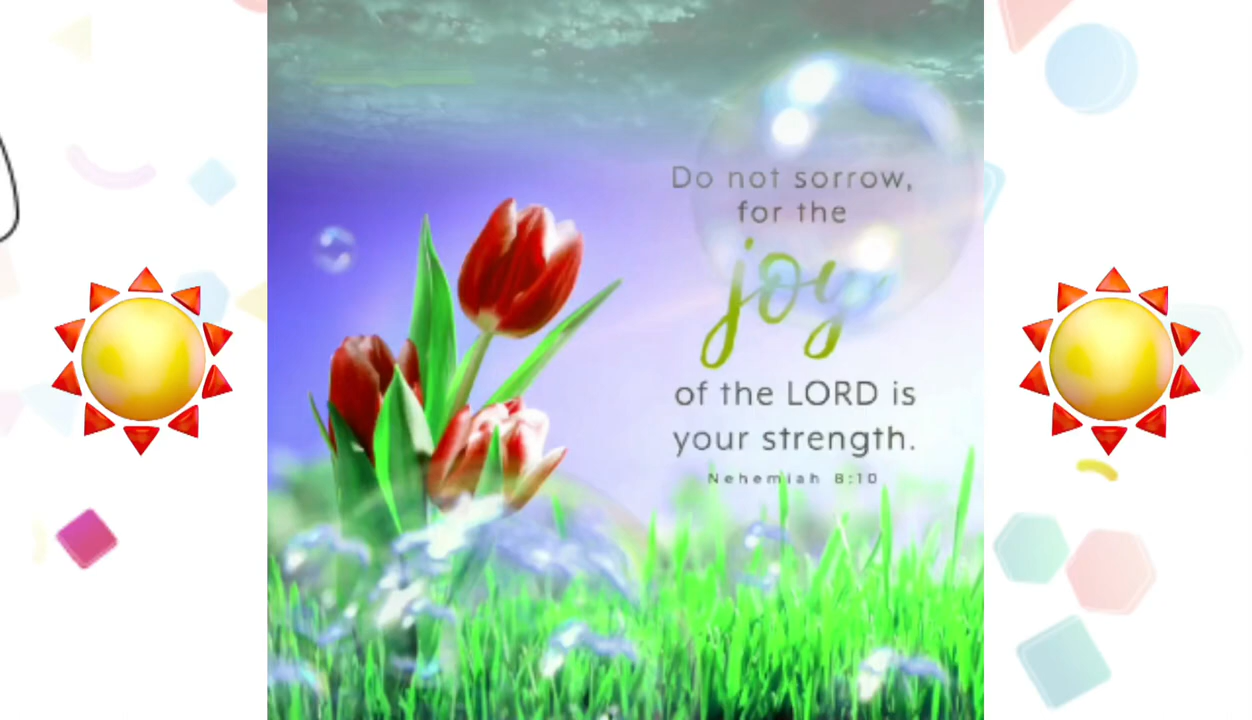 Do not sorrow,
for the
joy
of the LORD is
your strength.
Nehemiah 8:10